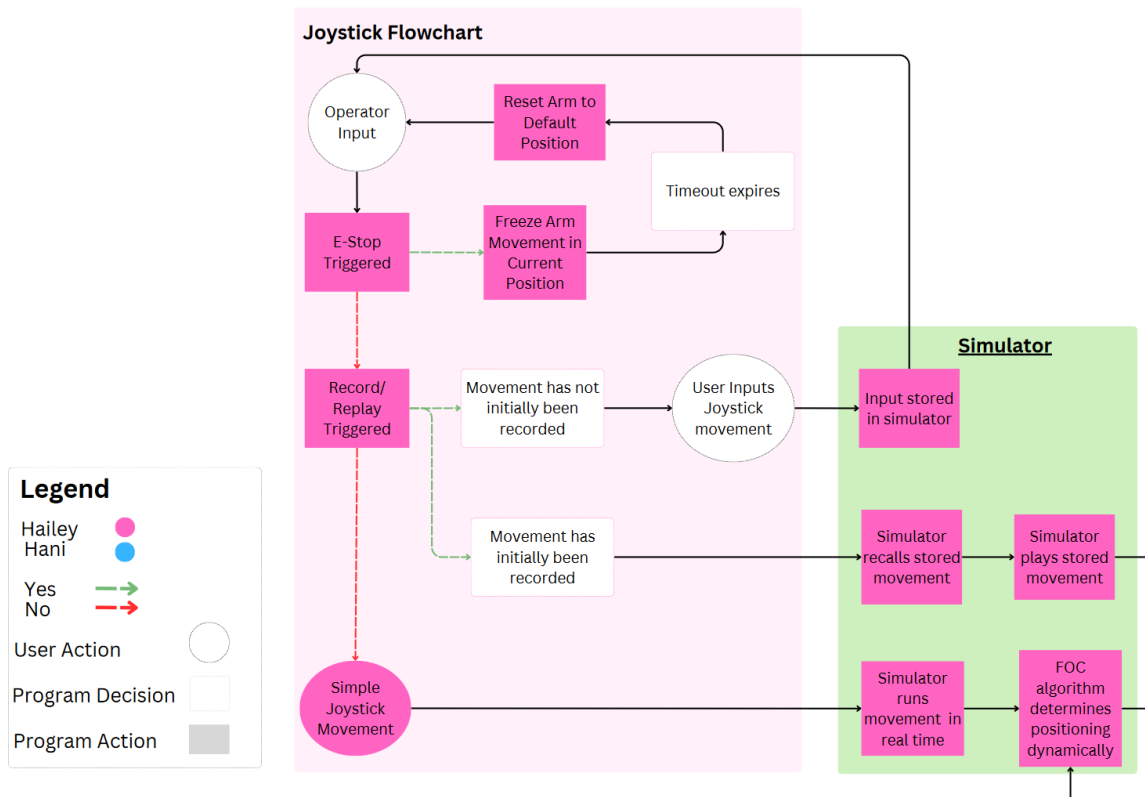 Joystick Flowchart
Operator
Input
Reset Arm to
Default
Position
Timeout expires
E-Stop
Triggered
Freeze Arm
Movement in
Current
Position
Simulator
Record/
Replay
Triggered
Movement has not
initially been
recorded
User Inputs
Joystick
movement
Input stored
in simulator
Legend
Hailey
Hani
Yes
No
User Action
Program Decision
Program Action
Movement has
initially been
recorded
Simulator
recalls stored
movement
Simulator
plays stored
movement
Simple
Joystick
Movement
Simulator
runs
movement in
real time
FOC
algorithm
determines
positioning
dynamically